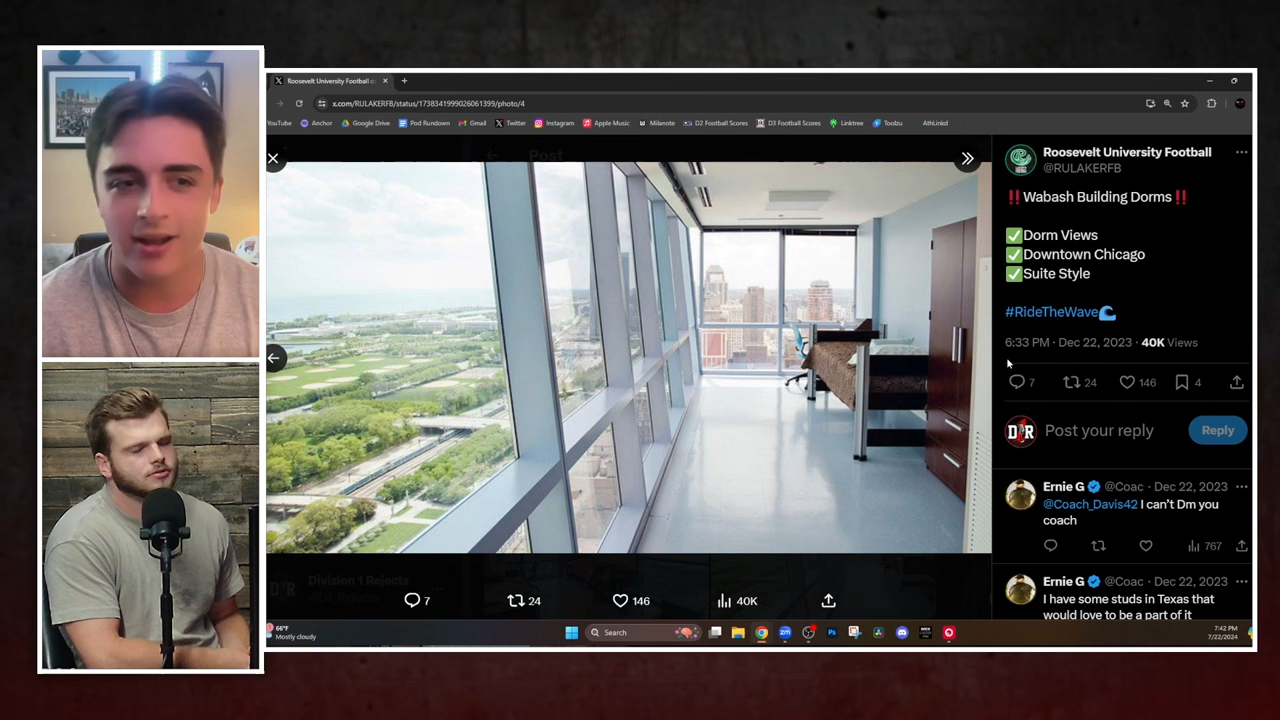 Roosevelt University Football o
x.com/RULAKERFB/status/1738341999026061399/photo/4
YouTube Anchor Google Drive Pod Rundown Gmail Twitter Instagram Apple Music Milanote D2 Football Scores D3 Football Scores Linktree Toolzu AthLinkd
Post
Roosevelt University Football
@RULAKERFB
‼️Wabash Building Dorms‼️
✅Dorm Views
✅Downtown Chicago
✅Suite Style
#RideTheWave🌊
6:33 PM · Dec 22, 2023 · 40K Views
7 24 146 4
Post your reply
Reply
Ernie G @Coac · Dec 22, 2023
@Coach_Davis42 I can't Dm you
coach
767
Ernie G @Coac · Dec 22, 2023
I have some studs in Texas that
would love to be a part of it
Division 1 Rejects
7 24 146 40K
66°F
Mostly cloudy
Search
7:42 PM
7/22/2024